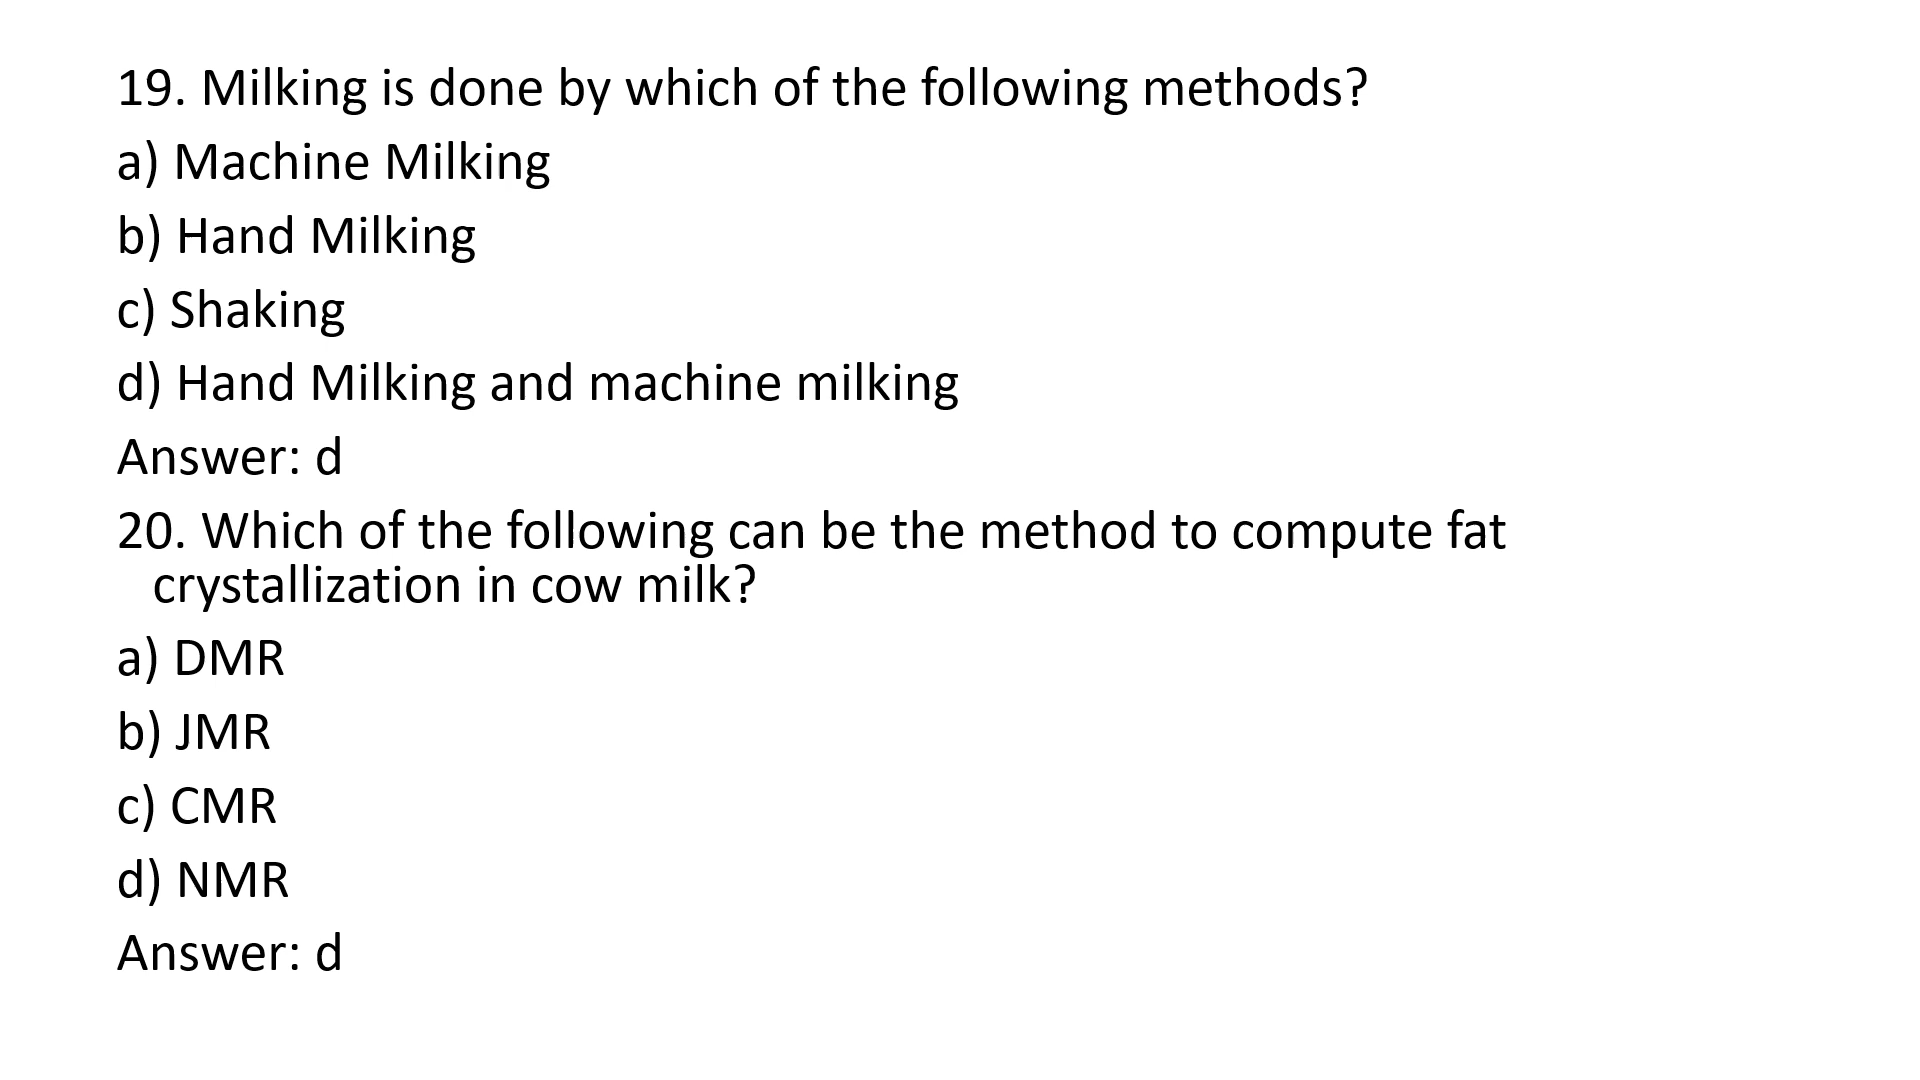 19. Milking is done by which of the following methods?
a) Machine Milking
b) Hand Milking
c) Shaking
d) Hand Milking and machine milking
Answer: d
20. Which of the following can be the method to compute fat
crystallization in cow milk?
a) DMR
b) JMR
c) CMR
d) NMR
Answer: d